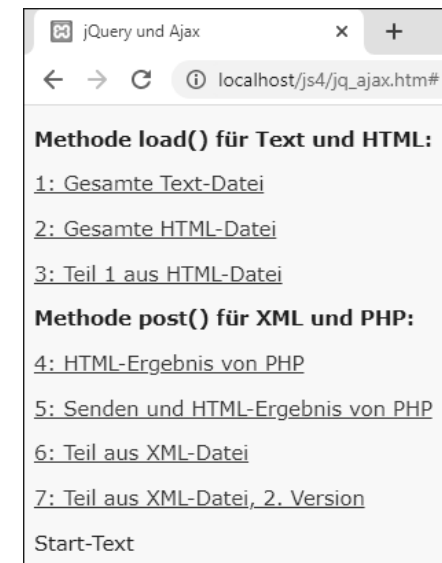 jQuery und Ajax
localhost/js4/jq_ajax.htm#
Methode load() für Text und HTML:
1: Gesamte Text-Datei
2: Gesamte HTML-Datei
3: Teil 1 aus HTML-Datei
Methode post() für XML und PHP:
4: HTML-Ergebnis von PHP
5: Senden und HTML-Ergebnis von PHP
6: Teil aus XML-Datei
7: Teil aus XML-Datei, 2. Version
Start-Text